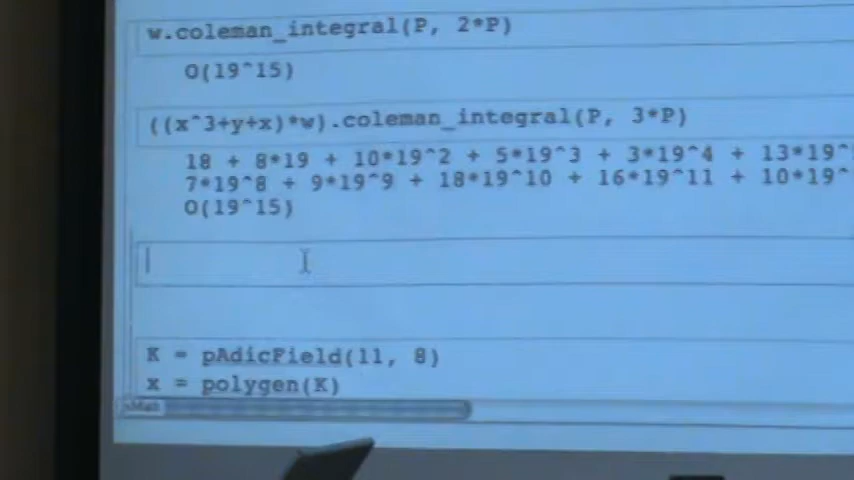 w.coleman_integral(P, 2*P)
O(19^15)
((x^3+y+x)*w).coleman_integral(P, 3*P)
18 + 8*19 + 10*19^2 + 5*19^3 + 3*19^4 + 13*19^
7*19^8 + 9*19^9 + 18*19^10 + 16*19^11 + 10*19^
O(19^15)
K = pAdicField(11, 8)
x = polygen(K)